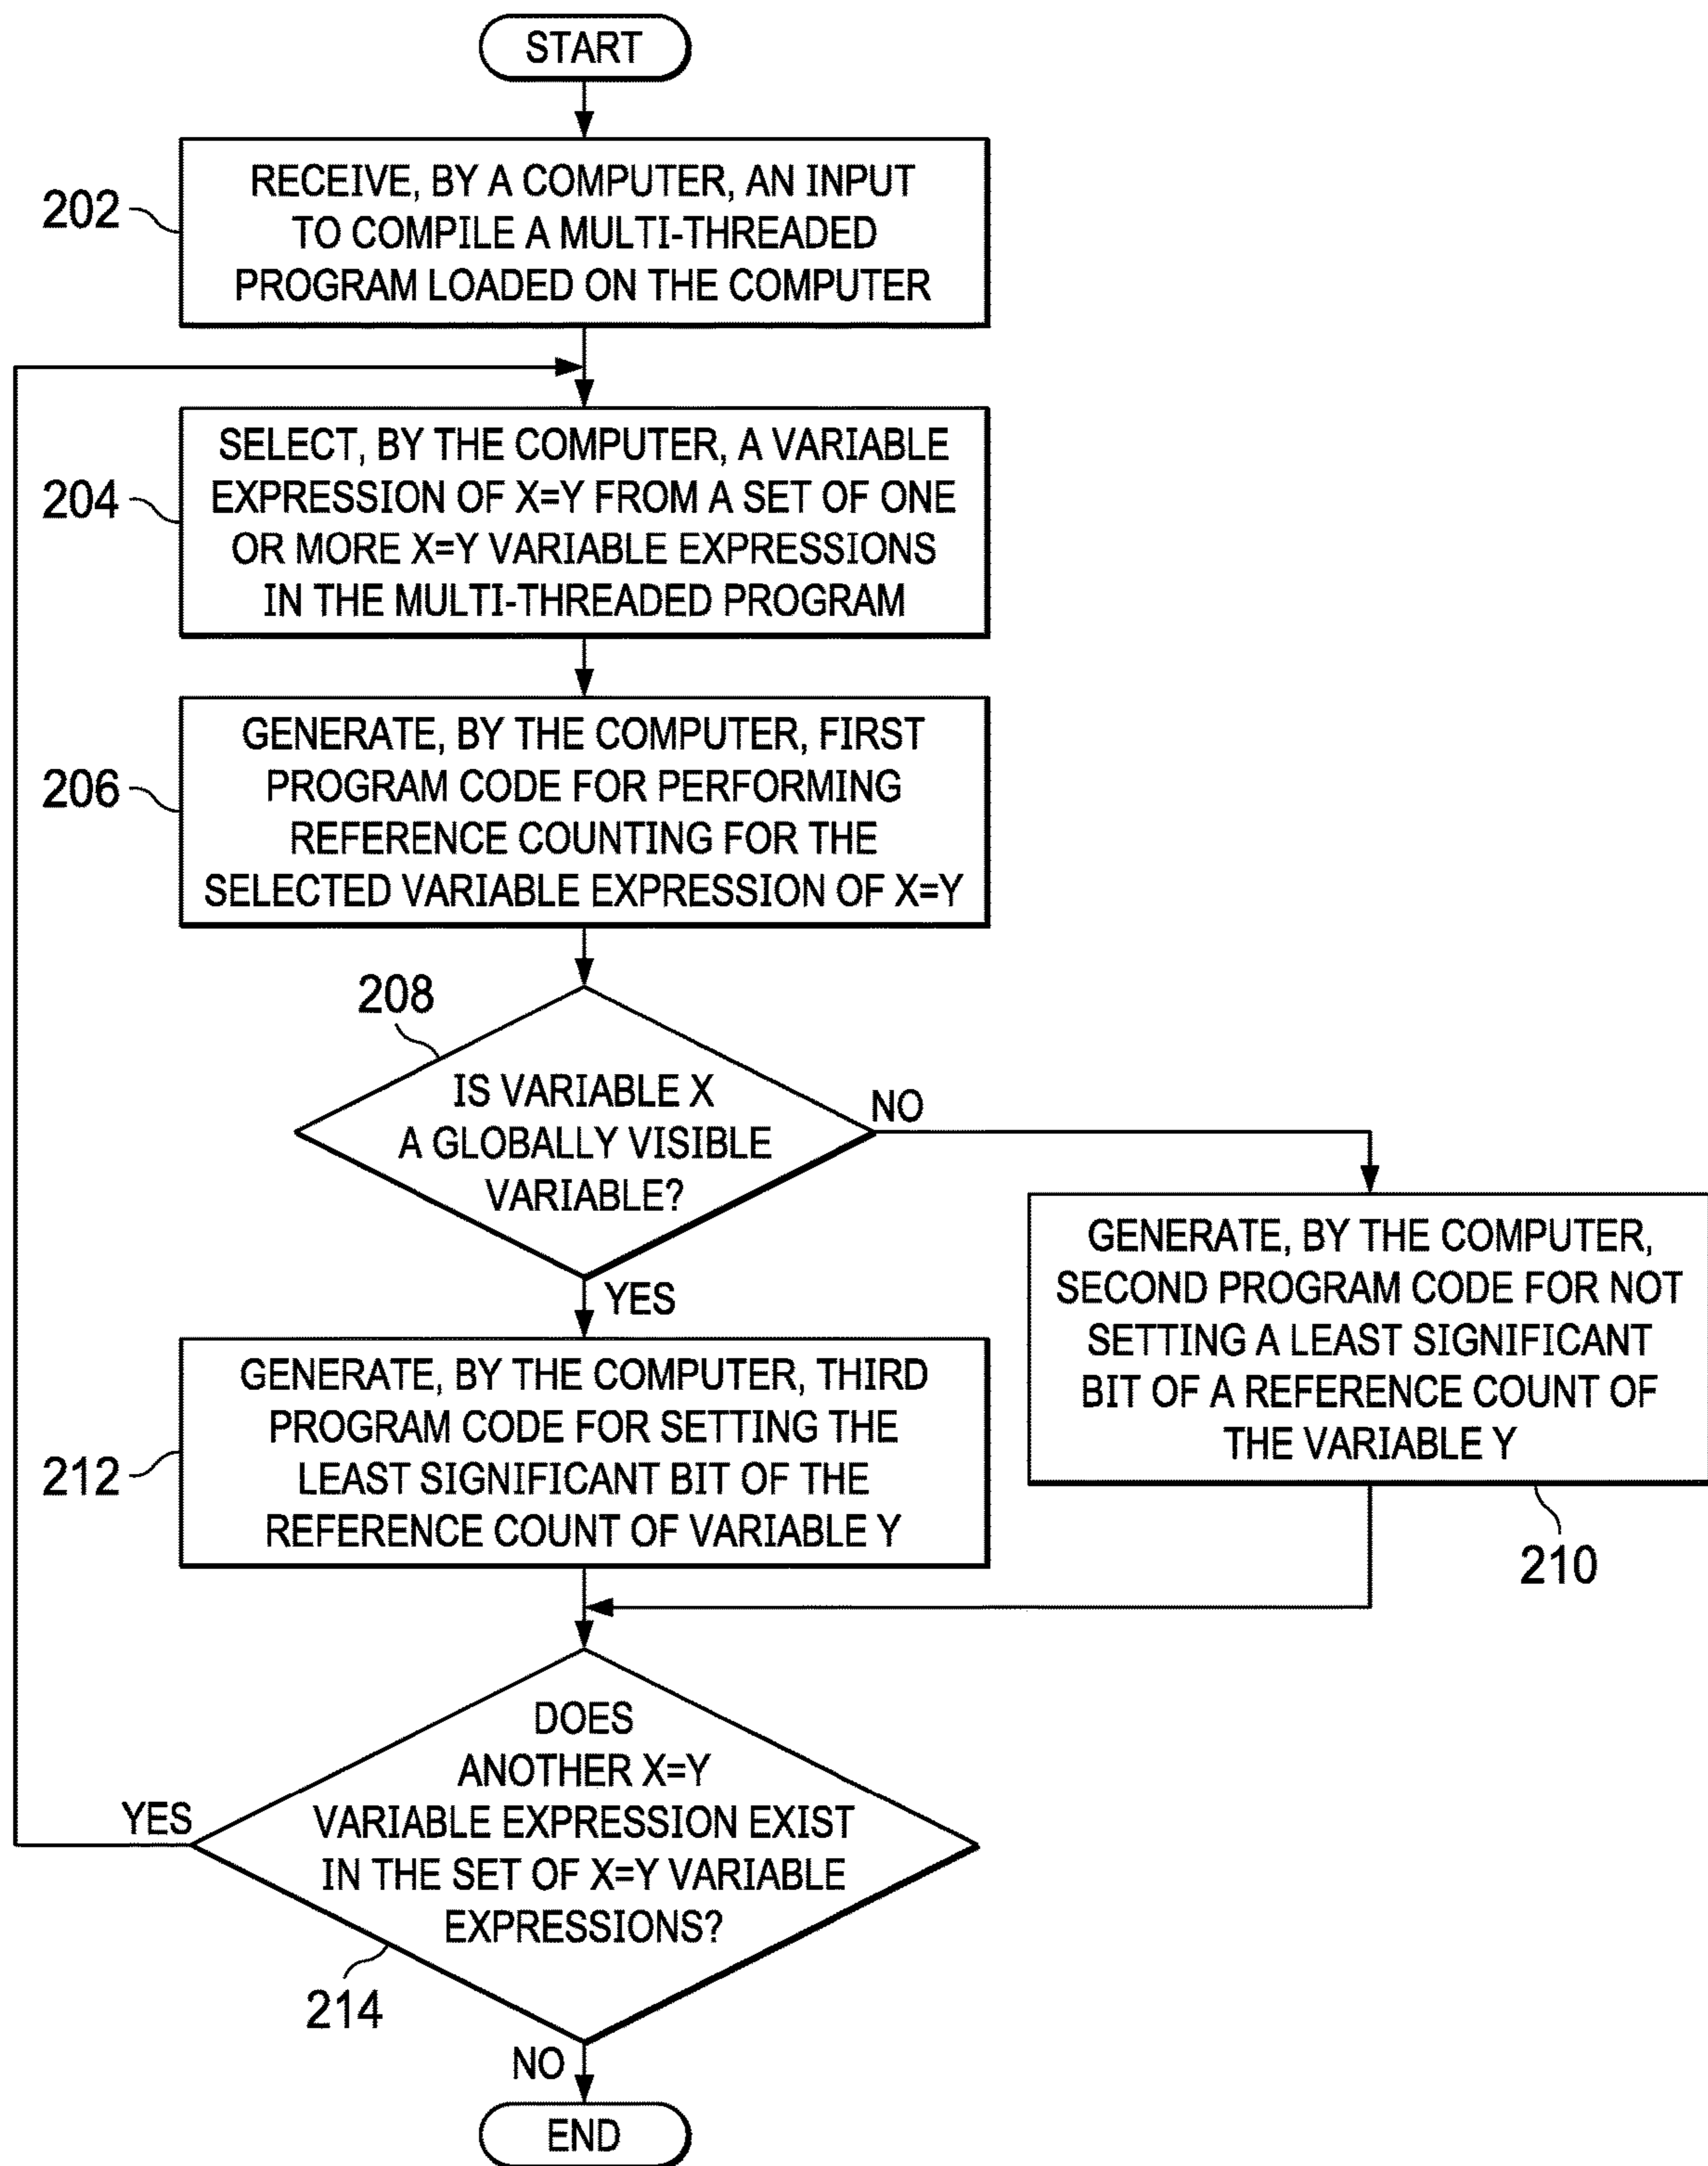 START
202
RECEIVE, BY A COMPUTER, AN INPUT
TO COMPILE A MULTI-THREADED
PROGRAM LOADED ON THE COMPUTER
204
SELECT, BY THE COMPUTER, A VARIABLE
EXPRESSION OF X=Y FROM A SET OF ONE
OR MORE X=Y VARIABLE EXPRESSIONS
IN THE MULTI-THREADED PROGRAM
206
GENERATE, BY THE COMPUTER, FIRST
PROGRAM CODE FOR PERFORMING
REFERENCE COUNTING FOR THE
SELECTED VARIABLE EXPRESSION OF X=Y
208
IS VARIABLE X
A GLOBALLY VISIBLE
VARIABLE?
NO
YES
GENERATE, BY THE COMPUTER,
SECOND PROGRAM CODE FOR NOT
SETTING A LEAST SIGNIFICANT
BIT OF A REFERENCE COUNT OF
THE VARIABLE Y
210
212
GENERATE, BY THE COMPUTER, THIRD
PROGRAM CODE FOR SETTING THE
LEAST SIGNIFICANT BIT OF THE
REFERENCE COUNT OF VARIABLE Y
DOES
ANOTHER X=Y
VARIABLE EXPRESSION EXIST
IN THE SET OF X=Y VARIABLE
EXPRESSIONS?
YES
214
NO
END